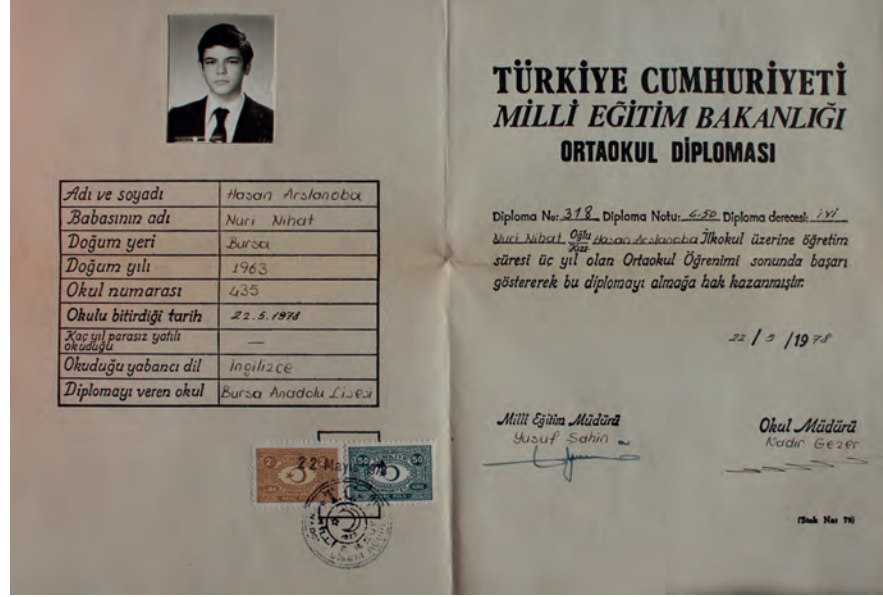 Adı ve soyadı Hasan Arslanoba
Babasının adı Nuri Nihat
Doğum yeri Bursa
Doğum yılı 1963
Okul numarası 435
Okulu bitirdiği tarih 22.5.1978
Kaç yıl parasız yatılı okuduğu —
Okuduğu yabancı dil İngilizce
Diplomayı veren okul Bursa Anadolu Lisesi
22 Mayıs
T.C.
TÜRKİYE CUMHURİYETİ
MİLLİ EĞİTİM BAKANLIĞI
ORTAOKUL DİPLOMASI
Diploma No: 318 Diploma Notu: 6.50 Diploma derecesi: iyi
Nuri Nihat Oğlu Kızı Hasan Arslanoba İlkokul üzerine öğretim
süresi üç yıl olan Ortaokul Öğrenimi sonunda başarı
göstererek bu diplomayı almağa hak kazanmıştır.
22 / 5 /1978
Milli Eğitim Müdürü
Yusuf Şahin
Okul Müdürü
Nadir Gezer
(Stok No: 79)